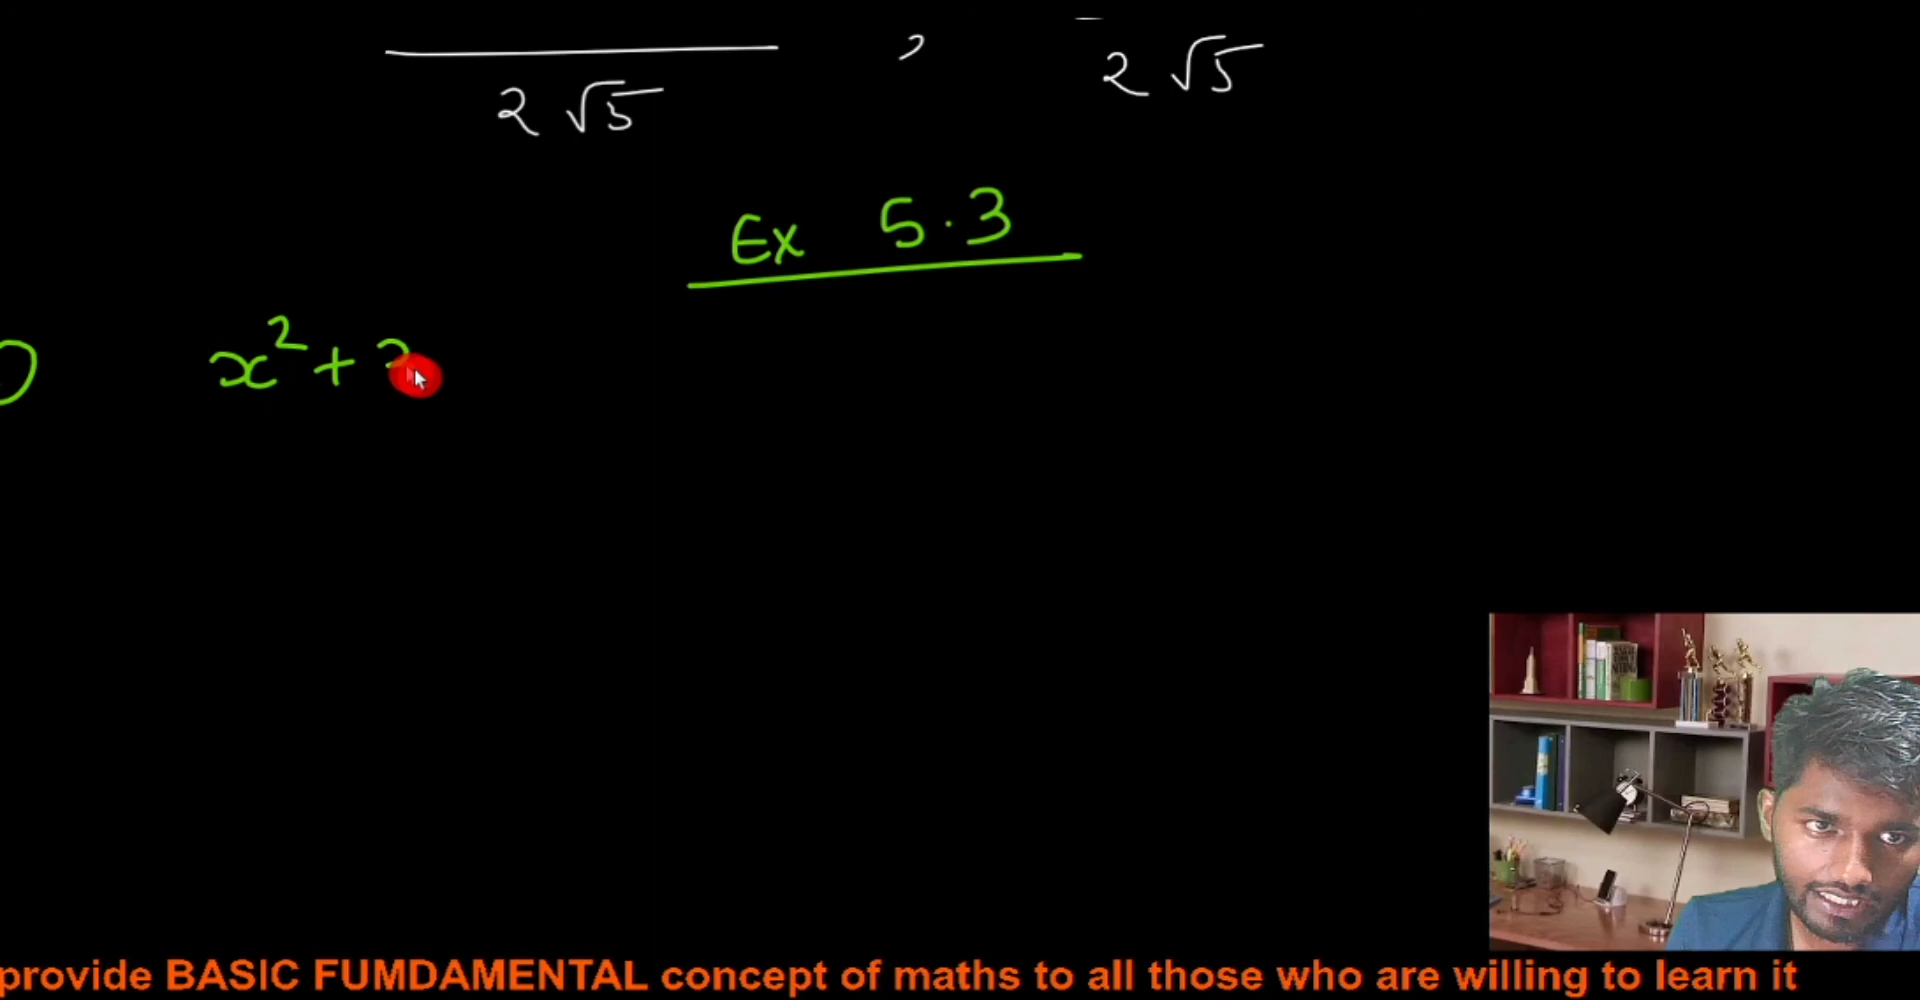 2√5 , 2√5
Ex 5.3
x² +
provide BASIC FUMDAMENTAL concept of maths to all those who are willing to learn it